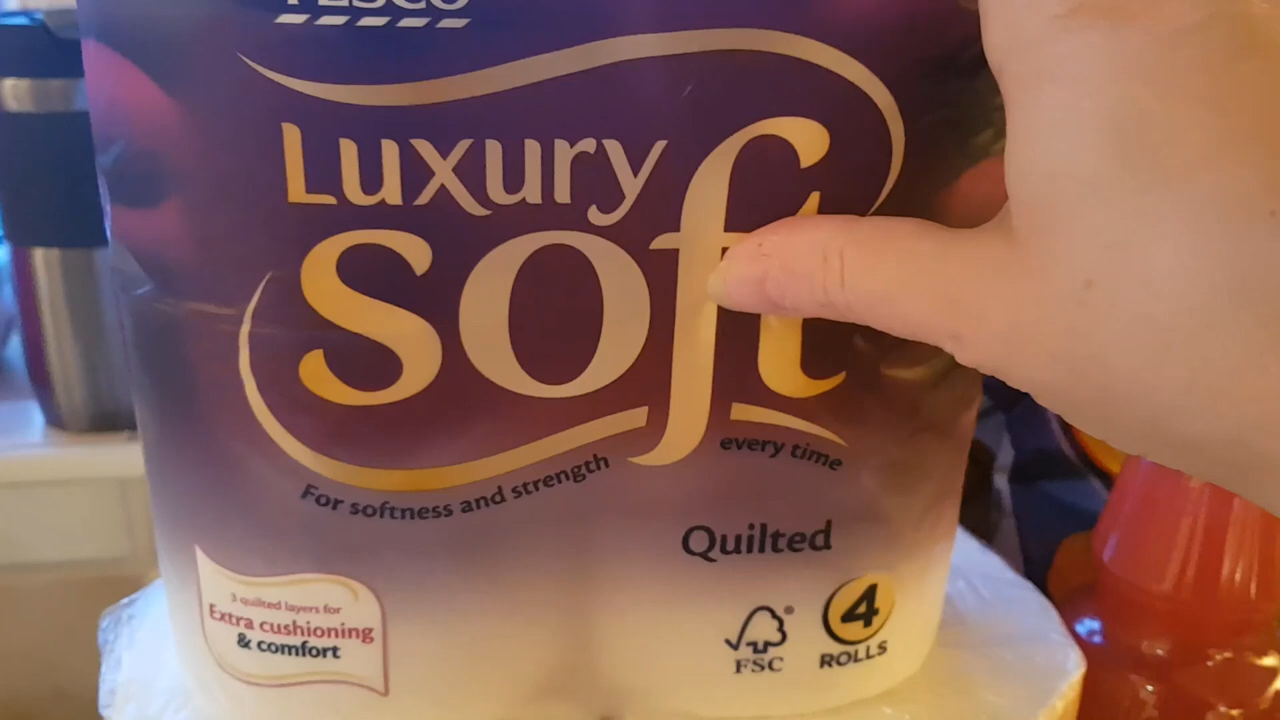 TESCO
Luxury
soft
For softness and strength every time
Quilted
3 quilted layers for
Extra cushioning
& comfort
FSC®
4
ROLLS